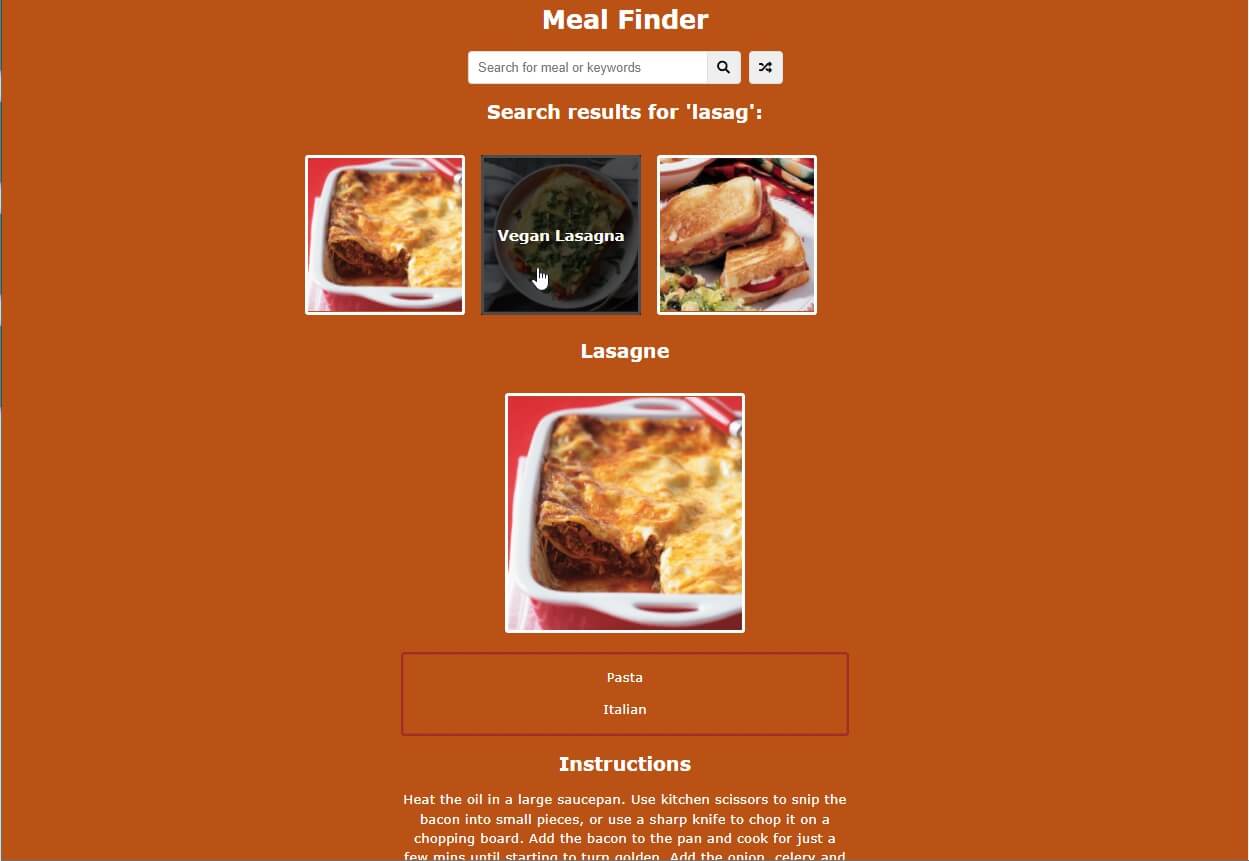 Meal Finder
Search for meal or keywords
Search results for 'lasag':
Vegan Lasagna
Lasagne
Pasta
Italian
Instructions
Heat the oil in a large saucepan. Use kitchen scissors to snip the
bacon into small pieces, or use a sharp knife to chop it on a
chopping board. Add the bacon to the pan and cook for just a
few mins until starting to turn golden. Add the onion, celery and